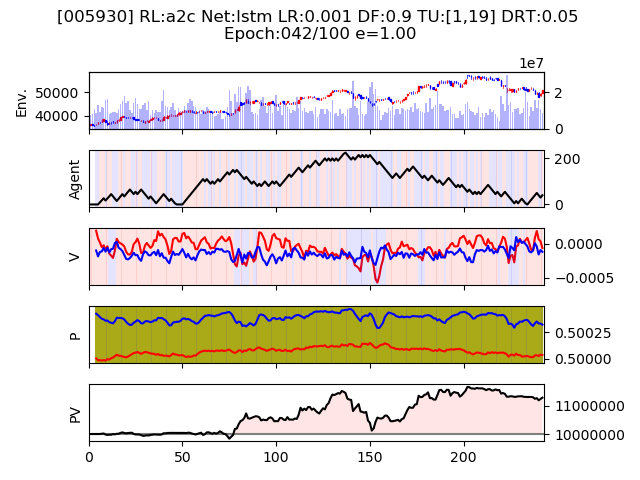 [005930] RL:a2c Net:lstm LR:0.001 DF:0.9 TU:[1,19] DRT:0.05
Epoch:042/100 e=1.00
1e7
Env.
50000
40000
2
0
Agent
200
0
V
0.0000
−0.0005
P
0.50025
0.50000
PV
11000000
10000000
0 50 100 150 200